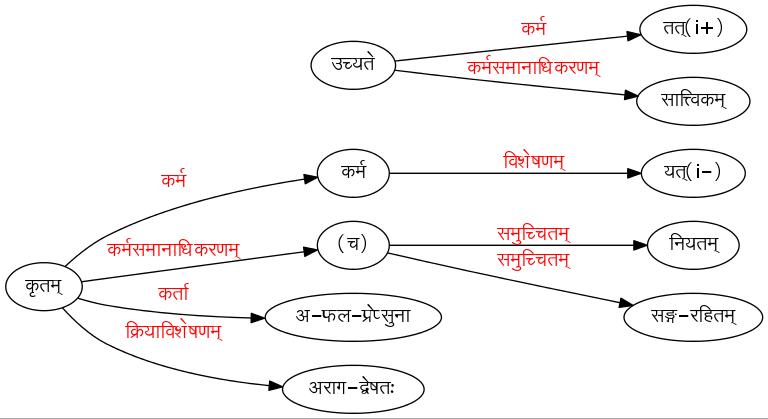 कर्म
तत्(i+)
उच्यते
कर्मसमानाधिकरणम्
सात्त्विकम्
कर्म
कर्म
विशेषणम्
यत्(i-)
कर्मसमानाधिकरणम्
(च)
समुच्चितम्
नियतम्
समुच्चितम्
कृतम्
कर्ता
अ-फल-प्रेप्सुना
सङ्ग-रहितम्
क्रियाविशेषणम्
अराग-द्वेषतः